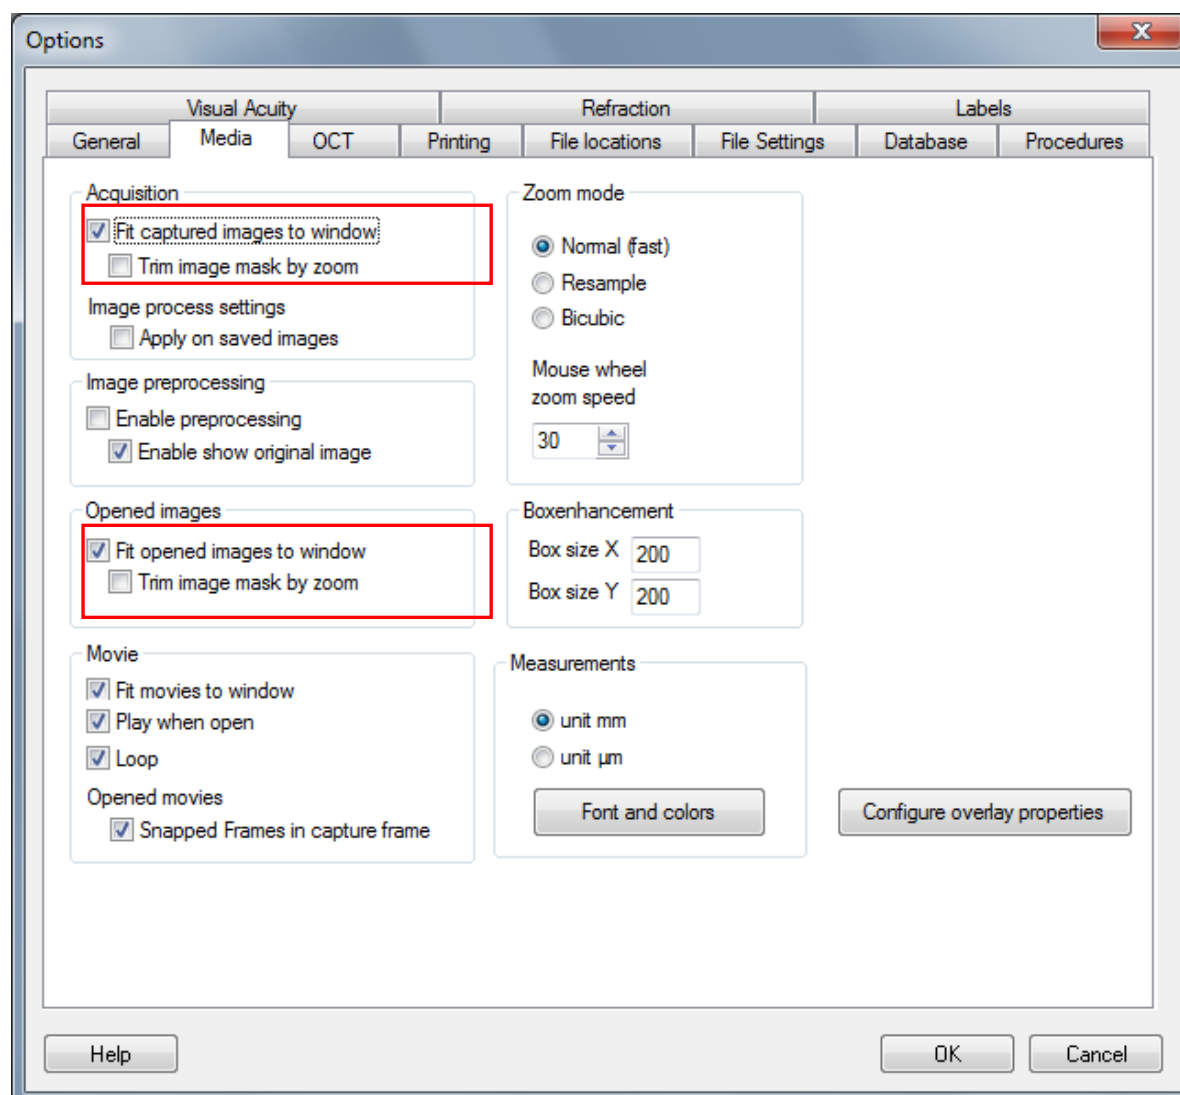 Options
Visual Acuity
Refraction
Labels
General
Media
OCT
Printing
File locations
File Settings
Database
Procedures
Acquisition
Fit captured images to window
Trim image mask by zoom
Image process settings
Apply on saved images
Image preprocessing
Enable preprocessing
Enable show original image
Opened images
Fit opened images to window
Trim image mask by zoom
Movie
Fit movies to window
Play when open
Loop
Opened movies
Snapped Frames in capture frame
Zoom mode
Normal (fast)
Resample
Bicubic
Mouse wheel
zoom speed
30
Boxenhancement
Box size X 200
Box size Y 200
Measurements
unit mm
unit µm
Font and colors
Configure overlay properties
Help
OK
Cancel